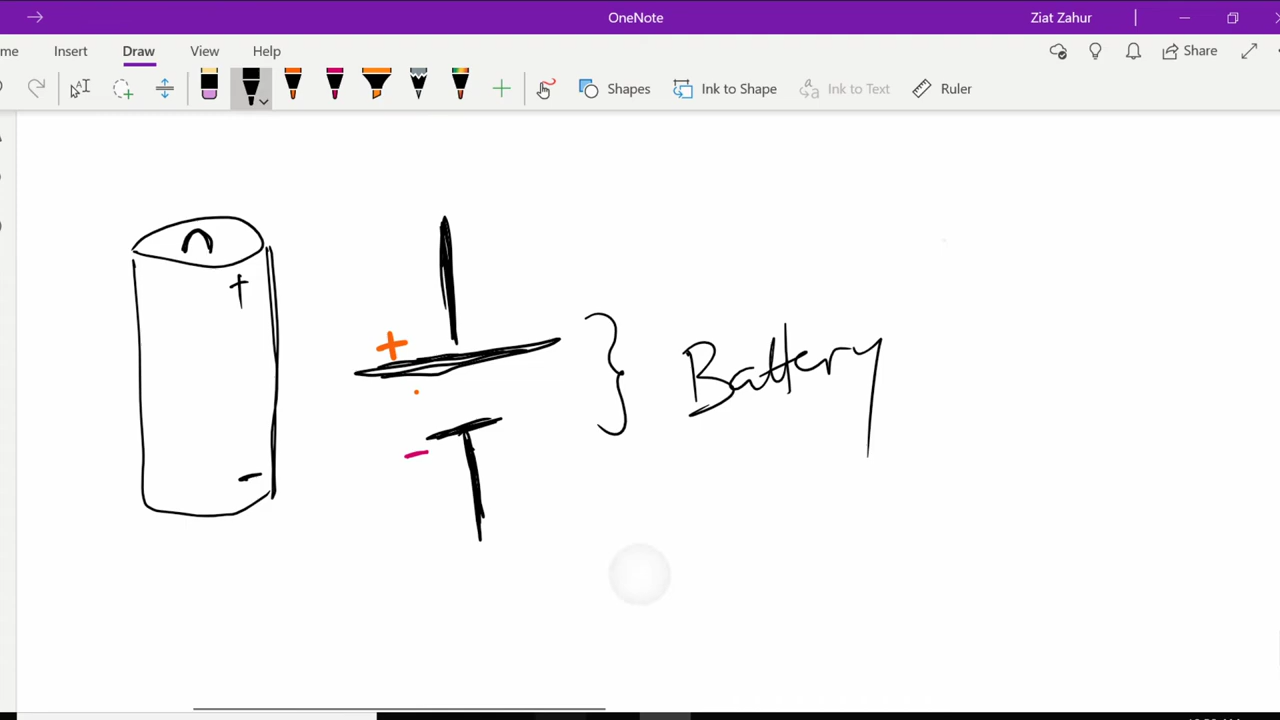 OneNote
Ziat Zahur
me Insert Draw View Help
Share
Shapes
Ink to Shape
Ink to Text
Ruler
+
+
-
-
Battery